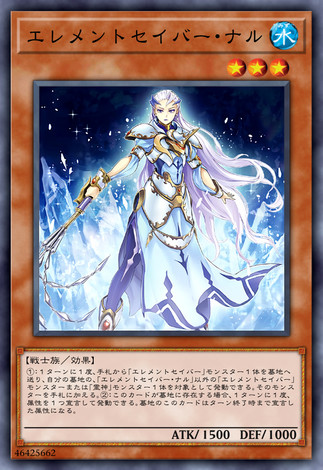 エレメントセイバー・ナル
水
【戦士族／効果】
①:1ターンに1度、手札から「エレメントセイバー」モンスター1体を墓地へ
送り、自分の墓地の、「エレメントセイバー・ナル」以外の「エレメントセイバー」
モンスターまたは「霊神」モンスター1体を対象として発動できる。そのモンス
ターを手札に加える。②:このカードが墓地に存在する場合、1ターンに1度、
属性を1つ宣言して発動できる。墓地のこのカードはターン終了時まで宣言し
た属性になる。
ATK/1500 DEF/1000
46425662